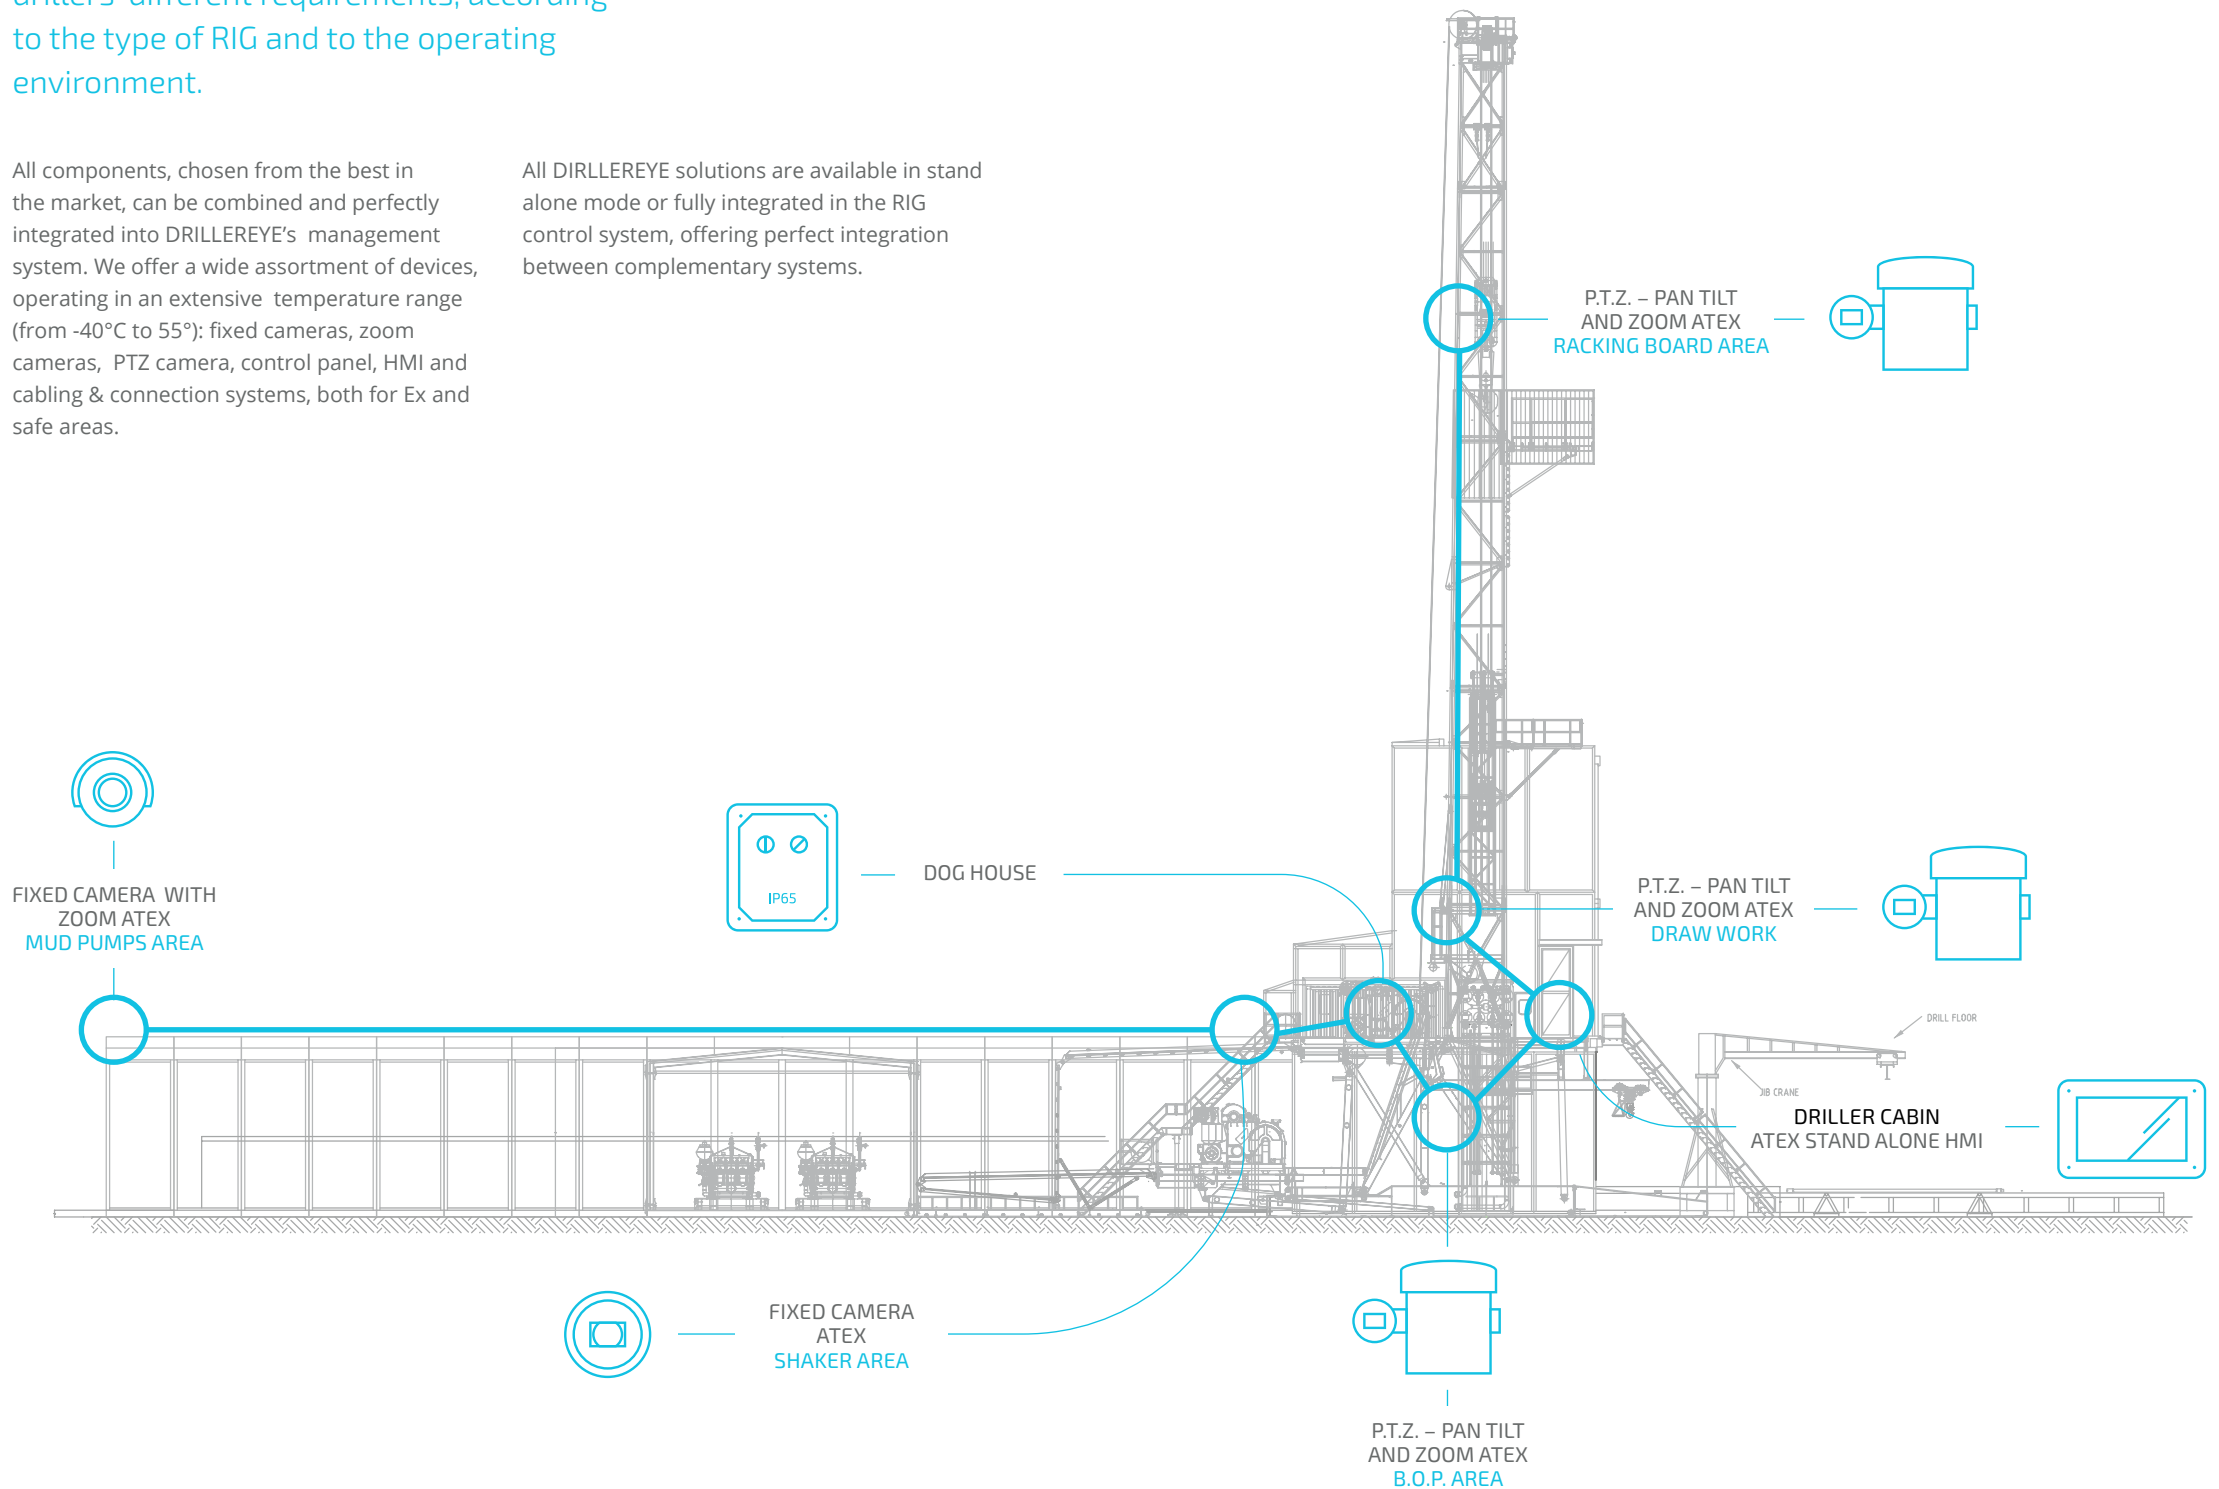 drillers' different requirements, according
to the type of RIG and to the operating
environment.
All components, chosen from the best in
the market, can be combined and perfectly
integrated into DRILLEREYE’s management
system. We offer a wide assortment of devices,
operating in an extensive temperature range
(from -40°C to 55°): fixed cameras, zoom
cameras, PTZ camera, control panel, HMI and
cabling & connection systems, both for Ex and
safe areas.
All DIRLLEREYE solutions are available in stand
alone mode or fully integrated in the RIG
control system, offering perfect integration
between complementary systems.
P.T.Z. – PAN TILT
AND ZOOM ATEX
RACKING BOARD AREA
FIXED CAMERA WITH
ZOOM ATEX
MUD PUMPS AREA
IP65
DOG HOUSE
P.T.Z. – PAN TILT
AND ZOOM ATEX
DRAW WORK
DRILL FLOOR
JIB CRANE
DRILLER CABIN
ATEX STAND ALONE HMI
FIXED CAMERA
ATEX
SHAKER AREA
P.T.Z. – PAN TILT
AND ZOOM ATEX
B.O.P. AREA